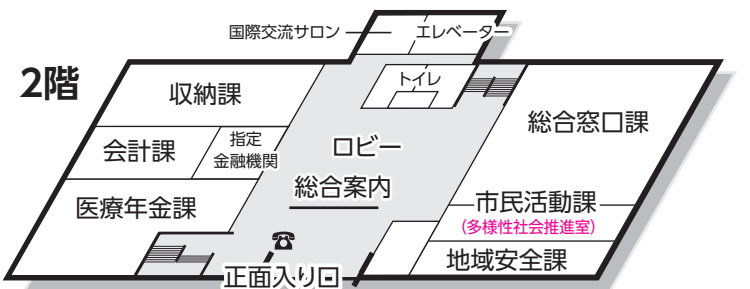 国際交流サロン
エレベーター
2階
トイレ
収納課
総合窓口課
指定
金融機関
会計課
ロビー
総合案内
医療年金課
市民活動課
(多様性社会推進室)
地域安全課
正面入り口